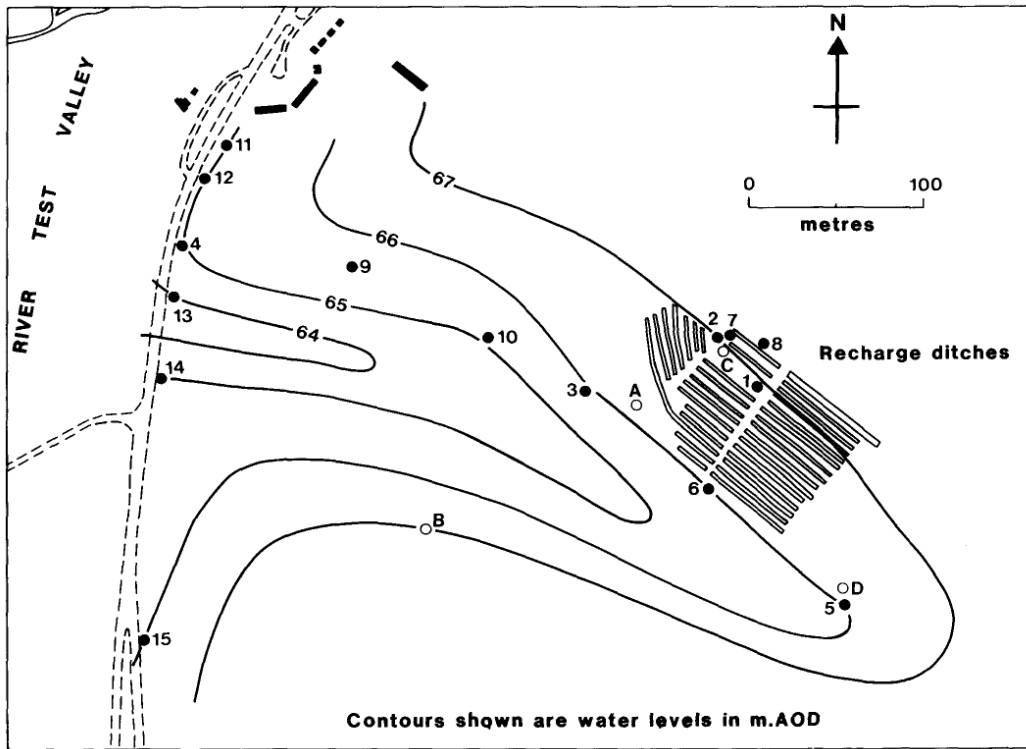 N
RIVER TEST VALLEY
11
12
67
100
0
metres
4
66
9
13
65
10
64
2
7
8
Recharge ditches
C
14
3
A
1
6
B
D
5
15
Contours shown are water levels in m.AOD